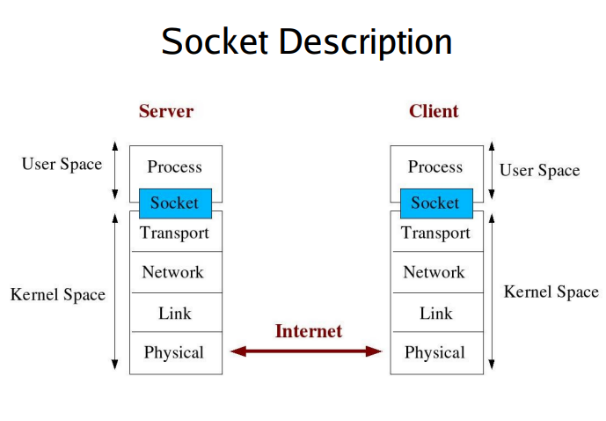 Socket Description
Server
Client
User Space
Process
Process
User Space
Socket
Socket
Transport
Transport
Network
Network
Kernel Space
Kernel Space
Link
Link
Internet
Physical
Physical